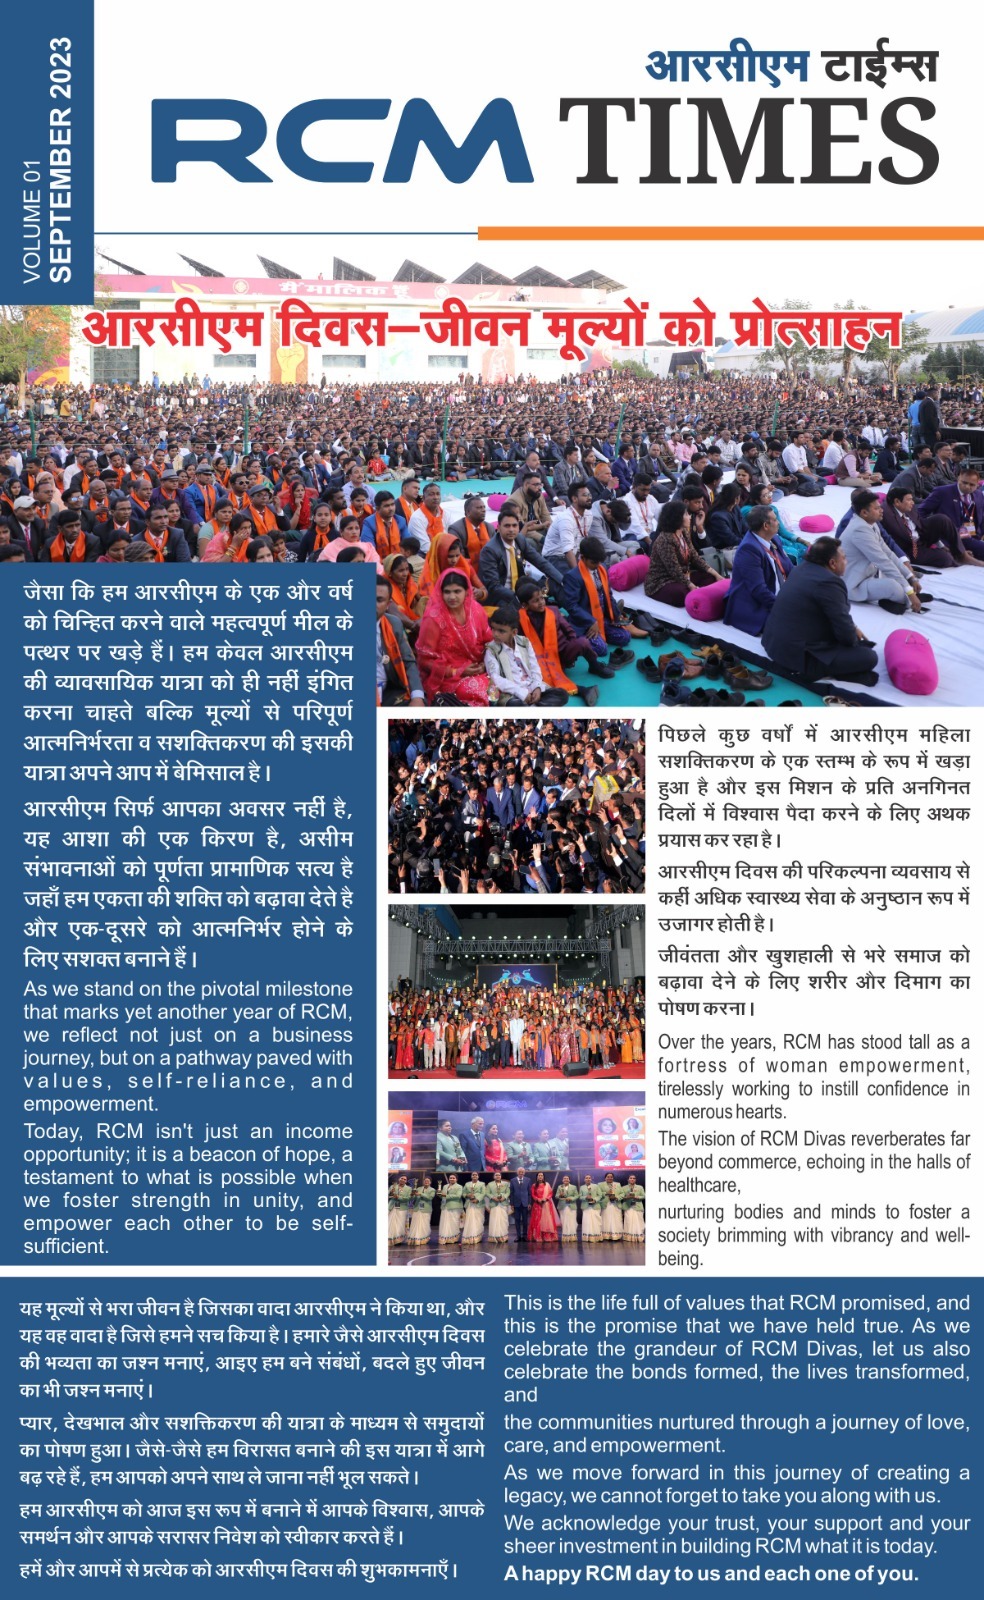 VOLUME 01
SEPTEMBER 2023
आरसीएम टाईम्स
RCM TIMES
मैं मालिक हूँ
आरसीएम दिवस–जीवन मूल्यों को प्रोत्साहन
जैसा कि हम आरसीएम के एक और वर्ष
को चिन्हित करने वाले महत्वपूर्ण मील के
पत्थर पर खड़े हैं। हम केवल आरसीएम
की व्यावसायिक यात्रा को ही नहीं इंगित
करना चाहते बल्कि मूल्यों से परिपूर्ण
आत्मनिर्भरता व सशक्तिकरण की इसकी
यात्रा अपने आप में बेमिसाल है।
आरसीएम सिर्फ आपका अवसर नहीं है,
यह आशा की एक किरण है, असीम
संभावनाओं को पूर्णता प्रामाणिक सत्य है
जहाँ हम एकता की शक्ति को बढ़ावा देते है
और एक-दूसरे को आत्मनिर्भर होने के
लिए सशक्त बनाने हैं।
As we stand on the pivotal milestone
that marks yet another year of RCM,
we reflect not just on a business
journey, but on a pathway paved with
values, self-reliance, and
empowerment.
Today, RCM isn't just an income
opportunity; it is a beacon of hope, a
testament to what is possible when
we foster strength in unity, and
empower each other to be self-
sufficient.
पिछले कुछ वर्षों में आरसीएम महिला
सशक्तिकरण के एक स्तम्भ के रूप में खड़ा
हुआ है और इस मिशन के प्रति अनगिनत
दिलों में विश्वास पैदा करने के लिए अथक
प्रयास कर रहा है।
आरसीएम दिवस की परिकल्पना व्यवसाय से
कहीं अधिक स्वास्थ्य सेवा के अनुष्ठान रूप में
उजागर होती है।
जीवंतता और खुशहाली से भरे समाज को
बढ़ावा देने के लिए शरीर और दिमाग का
पोषण करना।
Over the years, RCM has stood tall as a
fortress of woman empowerment,
tirelessly working to instill confidence in
numerous hearts.
The vision of RCM Divas reverberates far
beyond commerce, echoing in the halls of
healthcare,
nurturing bodies and minds to foster a
society brimming with vibrancy and well-
being.
यह मूल्यों से भरा जीवन है जिसका वादा आरसीएम ने किया था, और
यह वह वादा है जिसे हमने सच किया है। हमारे जैसे आरसीएम दिवस
की भव्यता का जश्न मनाएं, आइए हम बने संबंधों, बदले हुए जीवन
का भी जश्न मनाएं।
प्यार, देखभाल और सशक्तिकरण की यात्रा के माध्यम से समुदायों
का पोषण हुआ। जैसे-जैसे हम विरासत बनाने की इस यात्रा में आगे
बढ़ रहे हैं, हम आपको अपने साथ ले जाना नहीं भूल सकते।
हम आरसीएम को आज इस रूप में बनाने में आपके विश्वास, आपके
समर्थन और आपके सरासर निवेश को स्वीकार करते हैं।
हमें और आपमें से प्रत्येक को आरसीएम दिवस की शुभकामनाएँ।
This is the life full of values that RCM promised, and
this is the promise that we have held true. As we
celebrate the grandeur of RCM Divas, let us also
celebrate the bonds formed, the lives transformed,
and
the communities nurtured through a journey of love,
care, and empowerment.
As we move forward in this journey of creating a
legacy, we cannot forget to take you along with us.
We acknowledge your trust, your support and your
sheer investment in building RCM what it is today.
A happy RCM day to us and each one of you.